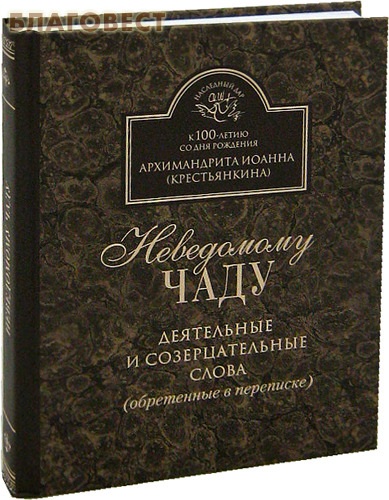 БЛАГОВЕСТ
НАСЛЕДНЫЙ ДАР
К 100-ЛЕТИЮ
СО ДНЯ РОЖДЕНИЯ
АРХИМАНДРИТА ИОАННА
(КРЕСТЬЯНКИНА)
Неведомому
ЧАДУ
ДЕЯТЕЛЬНЫЕ
И СОЗЕРЦАТЕЛЬНЫЕ
СЛОВА
(обретенные в переписке)
НЕВЕДОМОМУ ЧАДУ